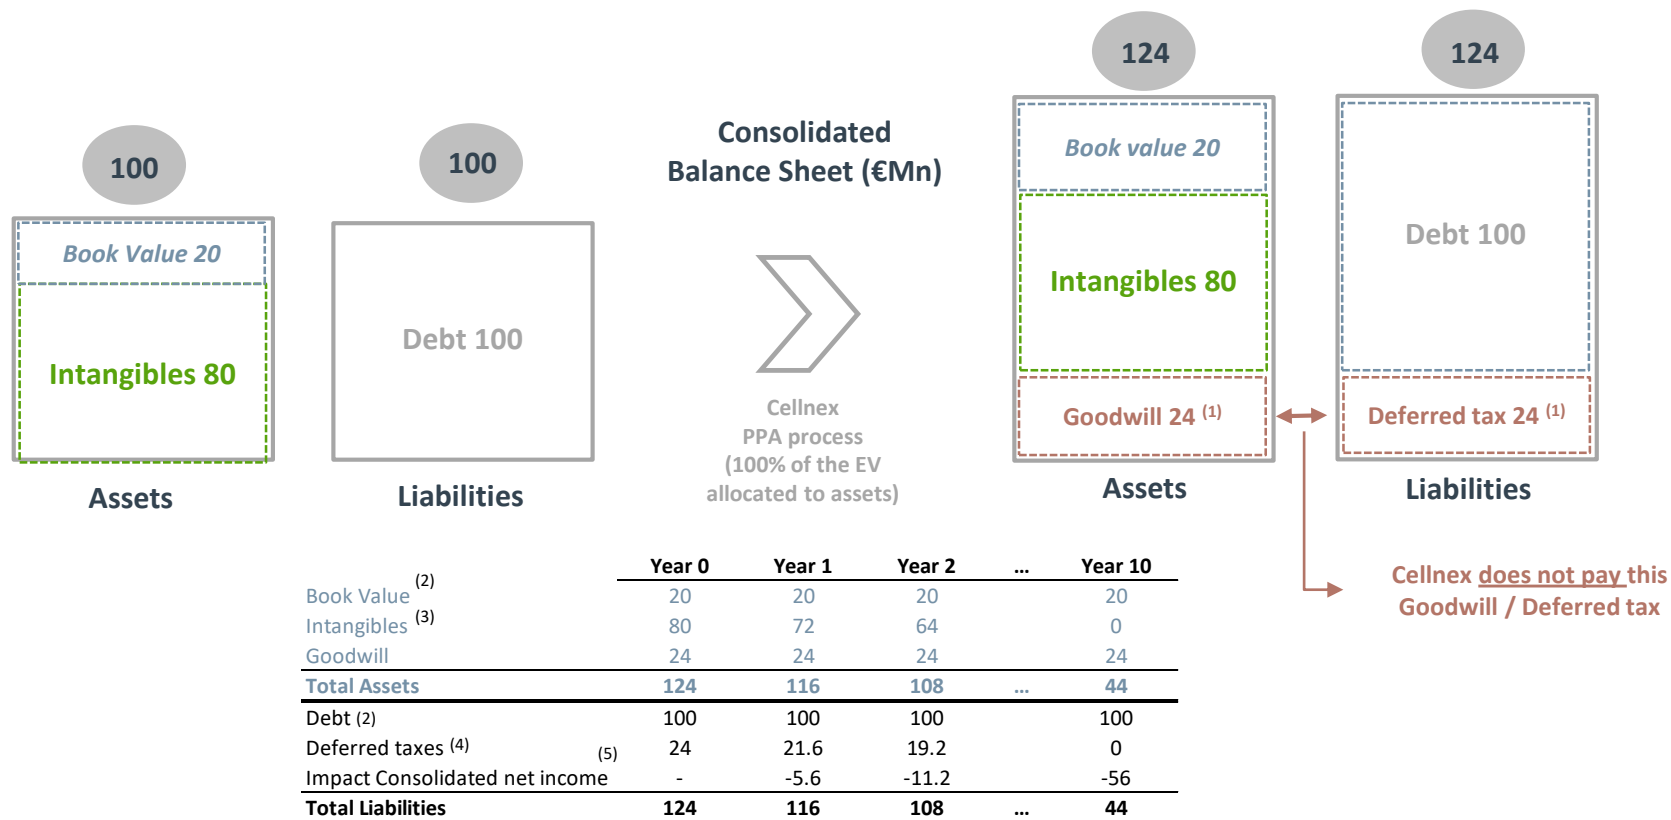 100
100
Consolidated
Balance Sheet (€Mn)
124
124
Book Value 20
Intangibles 80
Debt 100
Book value 20
Intangibles 80
Goodwill 24 (1)
Debt 100
Deferred tax 24 (1)
Cellnex
PPA process
(100% of the EV
allocated to assets)
Assets
Liabilities
Assets
Liabilities
Cellnex does not pay this
Goodwill / Deferred tax
Year 0 Year 1 Year 2 ... Year 10
Book Value (2) 20 20 20 20
Intangibles (3) 80 72 64 0
Goodwill 24 24 24 24
Total Assets 124 116 108 ... 44
Debt (2) 100 100 100 100
Deferred taxes (4) 24 21.6 19.2 0
Impact Consolidated net income (5) - -5.6 -11.2 -56
Total Liabilities 124 116 108 ... 44